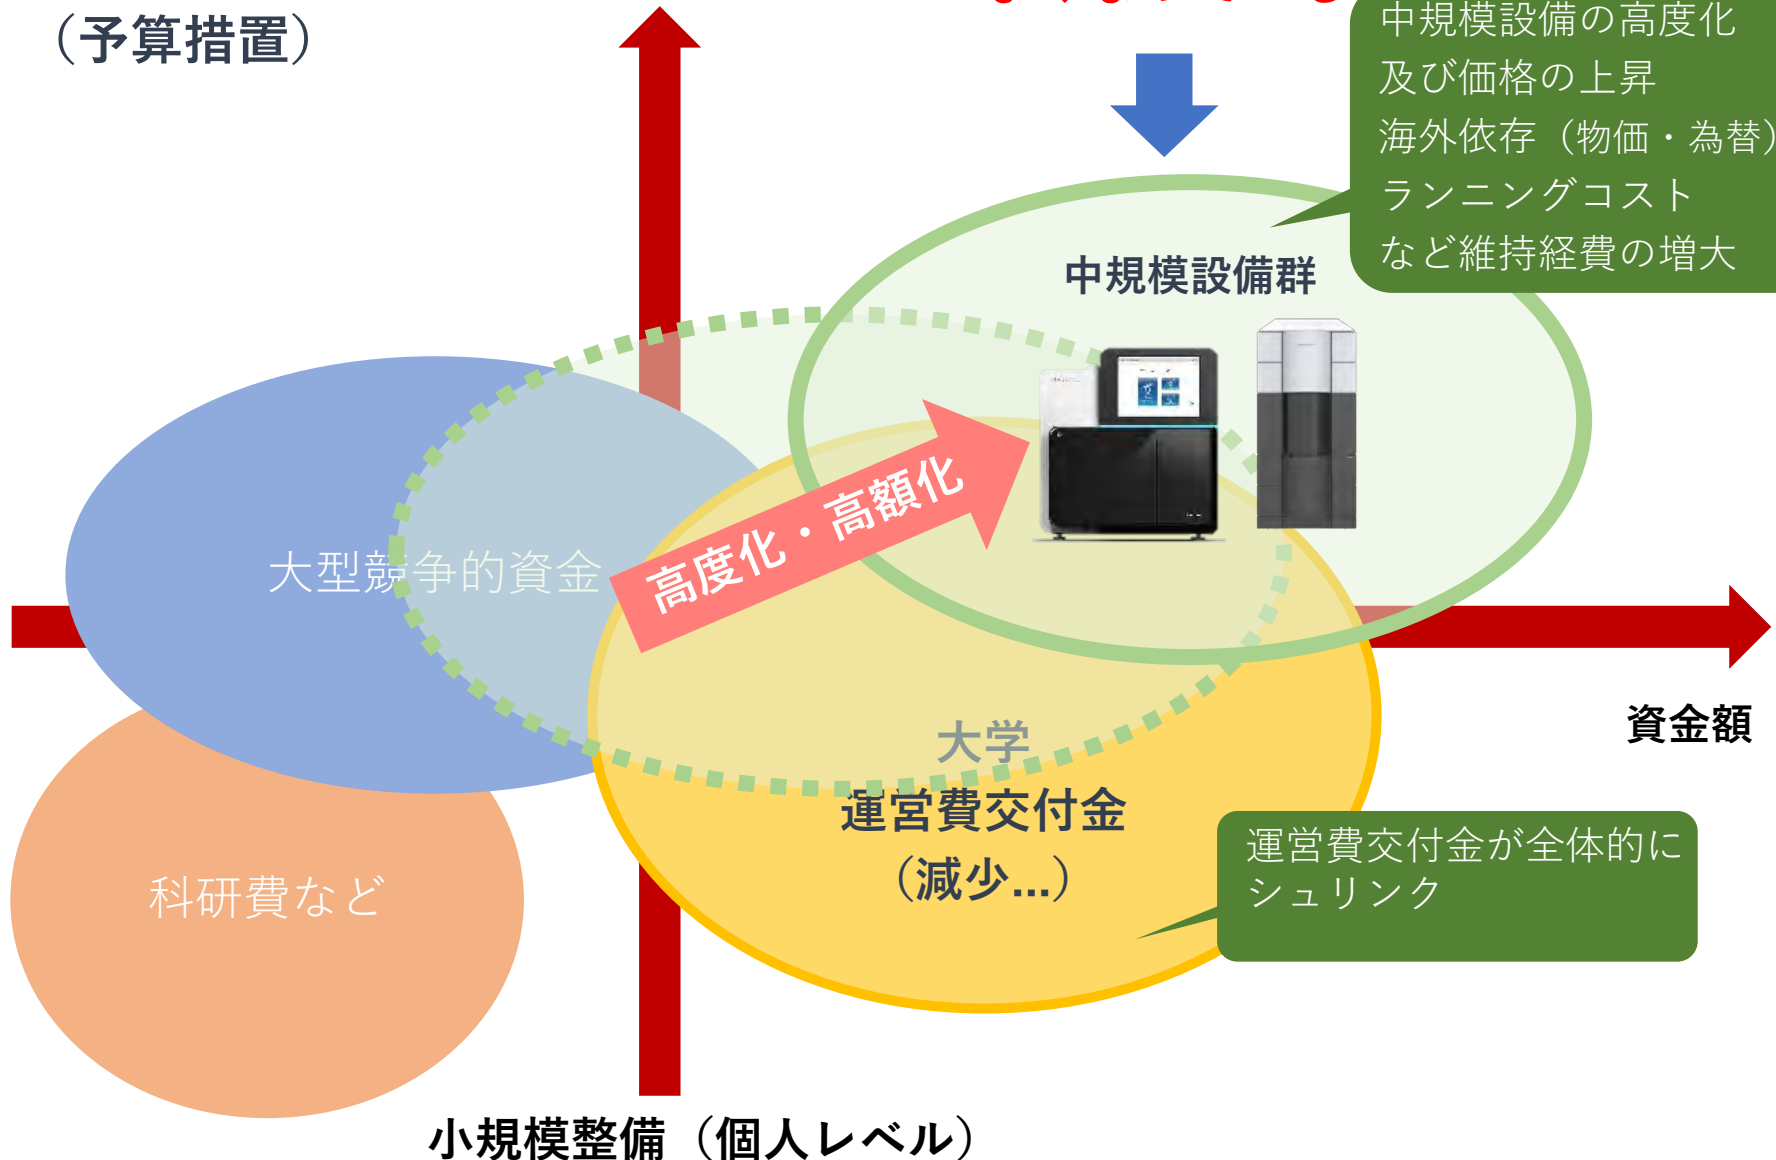 （予算措置）
中規模設備の高度化
及び価格の上昇
海外依存（物価・為替）
ランニングコスト
など維持経費の増大
中規模設備群
高度化・高額化
大型競争的資金
資金額
大学
運営費交付金
（減少...）
運営費交付金が全体的に
シュリンク
科研費など
小規模整備（個人レベル）